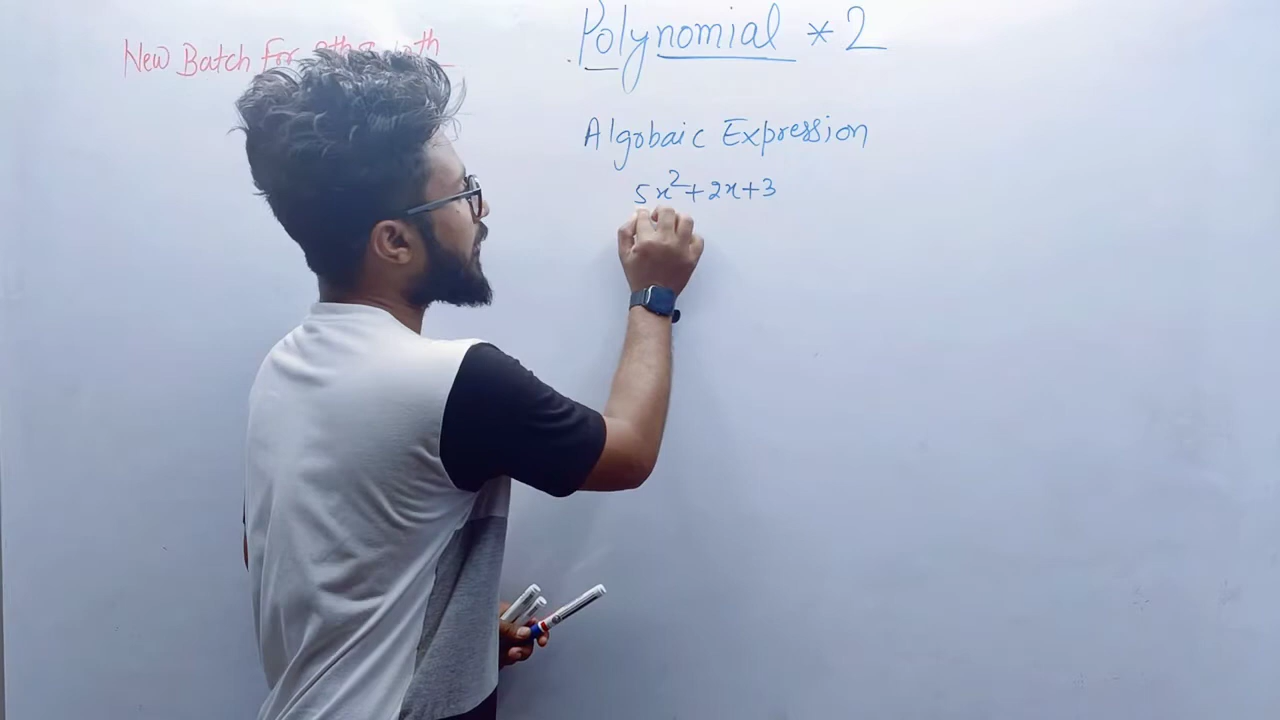 New Batch For
Polynomial * 2
Algobaic Expression
5x²+2x+3